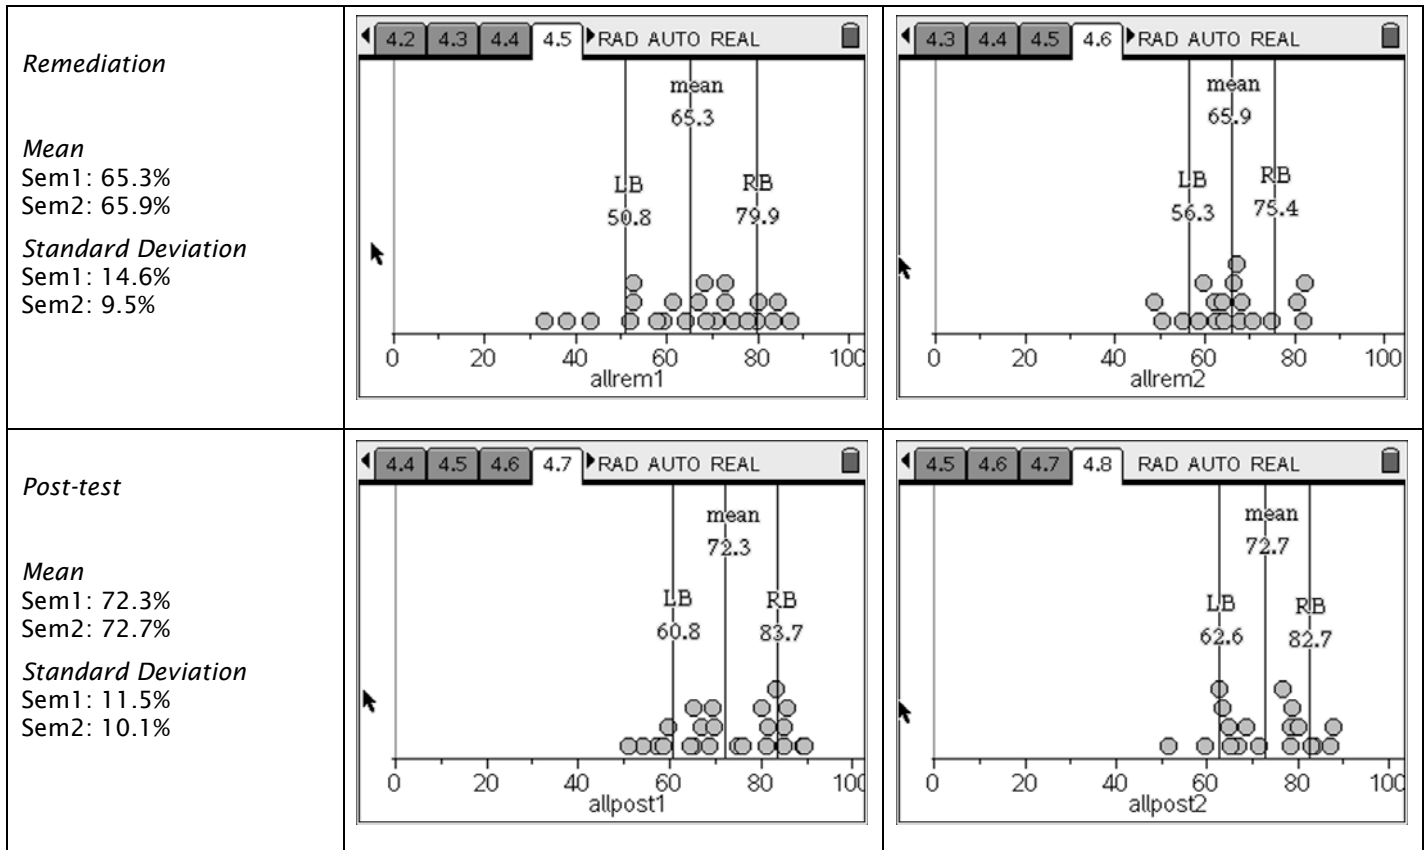 Remediation
Mean
Sem1: 65.3%
Sem2: 65.9%
Standard Deviation
Sem1: 14.6%
Sem2: 9.5%
4.2 4.3 4.4 4.5 RAD AUTO REAL
mean
65.3
LB RB
50.8 79.9
0 20 40 60 80 100
allrem1
4.3 4.4 4.5 4.6 RAD AUTO REAL
mean
65.9
LB RB
56.3 75.4
0 20 40 60 80 100
allrem2
Post-test
Mean
Sem1: 72.3%
Sem2: 72.7%
Standard Deviation
Sem1: 11.5%
Sem2: 10.1%
4.4 4.5 4.6 4.7 RAD AUTO REAL
mean
72.3
LB RB
60.8 83.7
0 20 40 60 80 100
allpost1
4.5 4.6 4.7 4.8 RAD AUTO REAL
mean
72.7
LB RB
62.6 82.7
0 20 40 60 80 100
allpost2